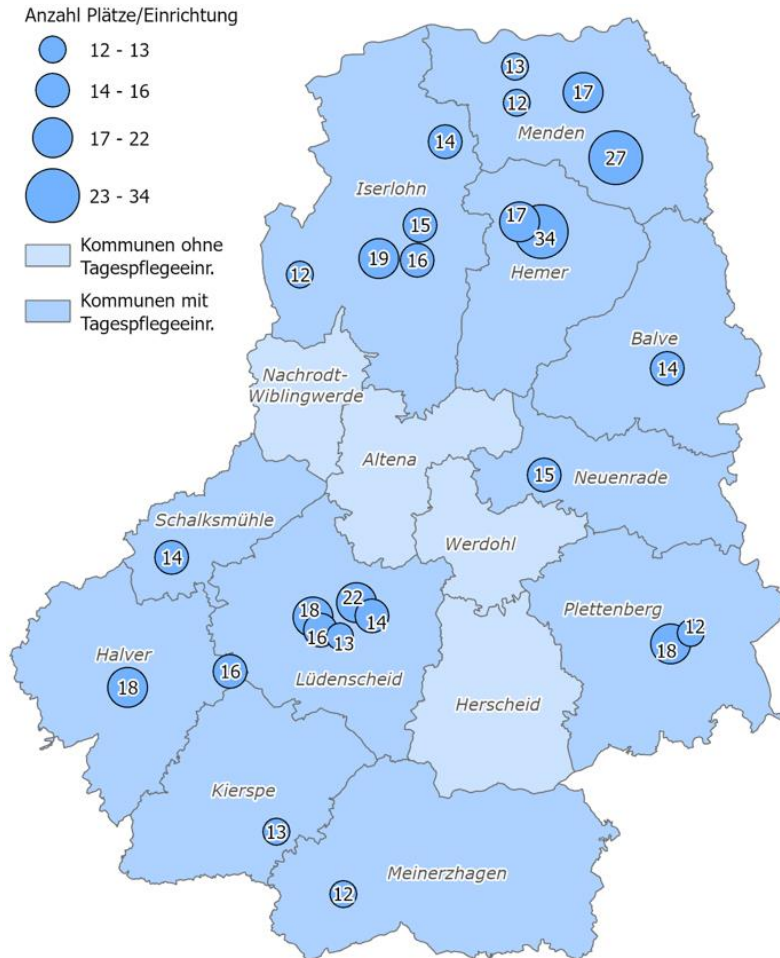 Anzahl Plätze/Einrichtung
12 - 13
14 - 16
17 - 22
23 - 34
Kommunen ohne
Tagespflegeeinr.
Kommunen mit
Tagespflegeeinr.
13
12
17
Menden
27
14
Iserlohn
15
19
16
12
17
34
Hemer
Balve
14
Nachrodt-
Wiblingwerde
Altena
15
Neuenrade
Schalksmühle
14
Werdohl
Plettenberg
12
18
22
18
14
16
13
Lüdenscheid
Halver
18
16
Herscheid
Kierspe
13
Meinerzhagen
12